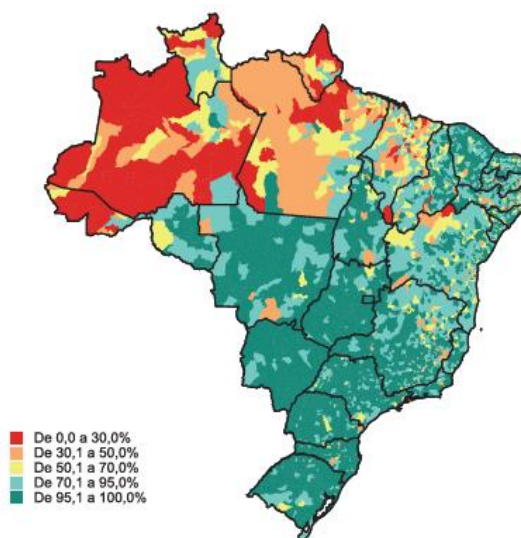 De 0,0 a 30,0%
De 30,1 a 50,0%
De 50,1 a 70,0%
De 70,1 a 95,0%
De 95,1 a 100,0%